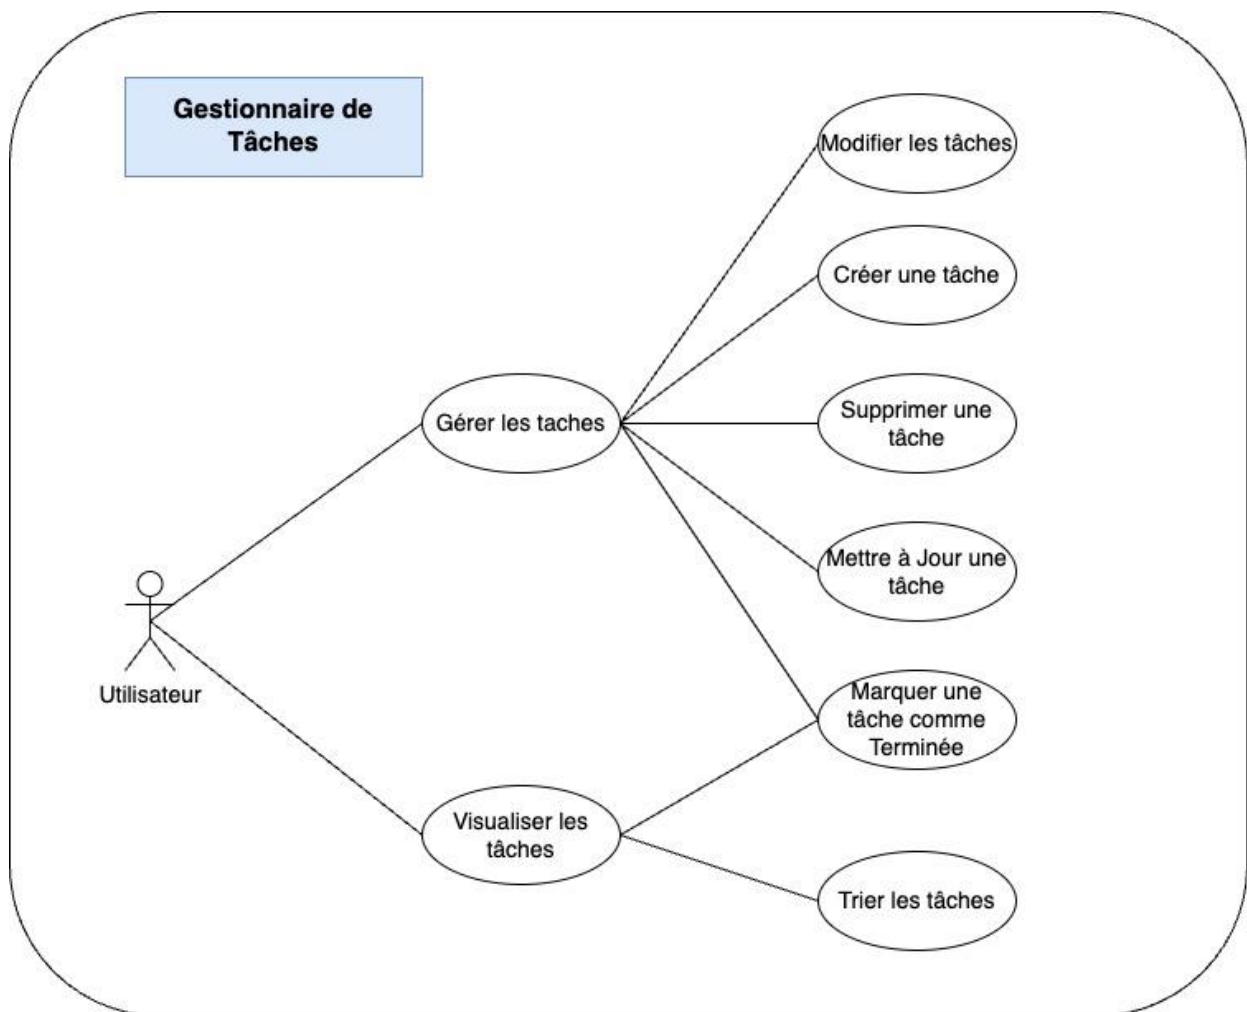 Gestionnaire de
Tâches
Modifier les tâches
Créer une tâche
Gérer les taches
Supprimer une
tâche
Mettre à Jour une
tâche
Utilisateur
Marquer une
tâche comme
Terminée
Visualiser les
tâches
Trier les tâches